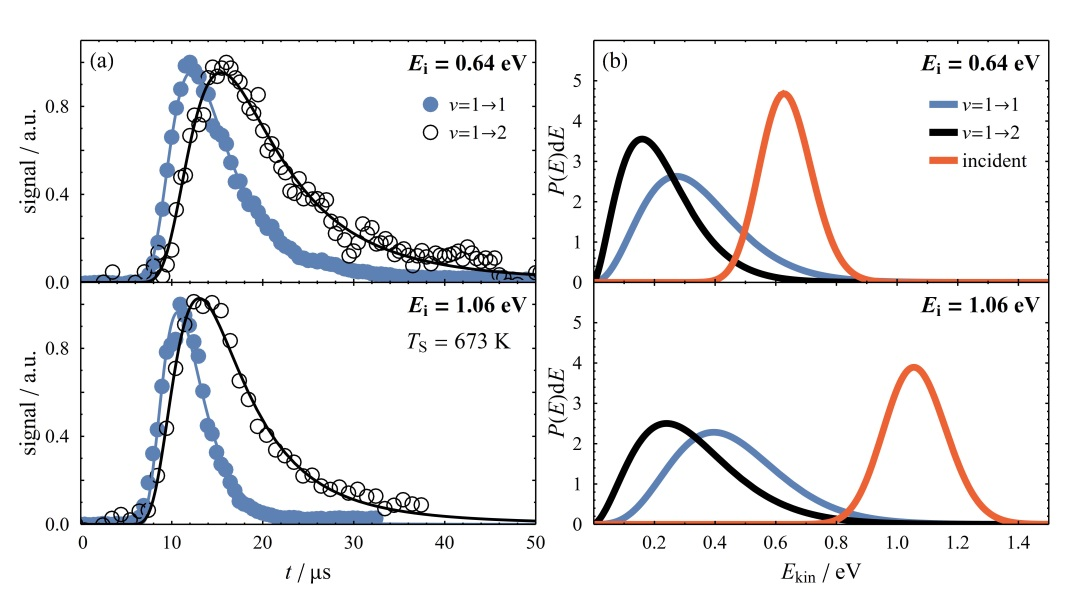 (a)
E_i = 0.64 eV
v=1→1
v=1→2
signal / a.u.
0.8
0.4
0.0
E_i = 1.06 eV
T_S = 673 K
signal / a.u.
0.8
0.4
0.0
0 10 20 30 40 50
t / μs
(b)
E_i = 0.64 eV
v=1→1
v=1→2
incident
P(E)dE
5
4
3
2
1
0
E_i = 1.06 eV
P(E)dE
5
4
3
2
1
0
0.2 0.4 0.6 0.8 1.0 1.2 1.4
E_kin / eV